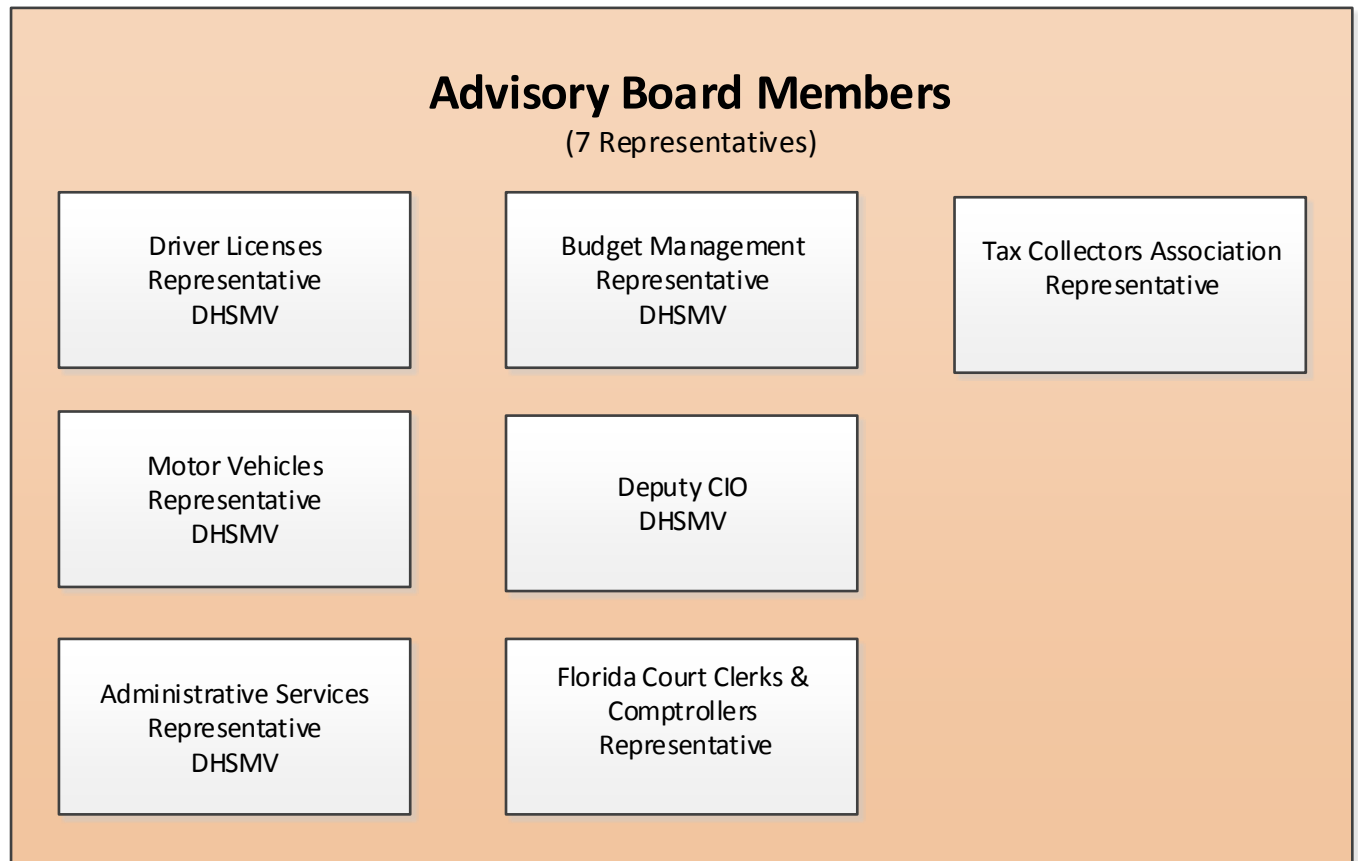 Advisory Board Members
(7 Representatives)
Driver Licenses
Representative
DHSMV
Budget Management
Representative
DHSMV
Tax Collectors Association
Representative
Motor Vehicles
Representative
DHSMV
Deputy CIO
DHSMV
Administrative Services
Representative
DHSMV
Florida Court Clerks &
Comptrollers
Representative